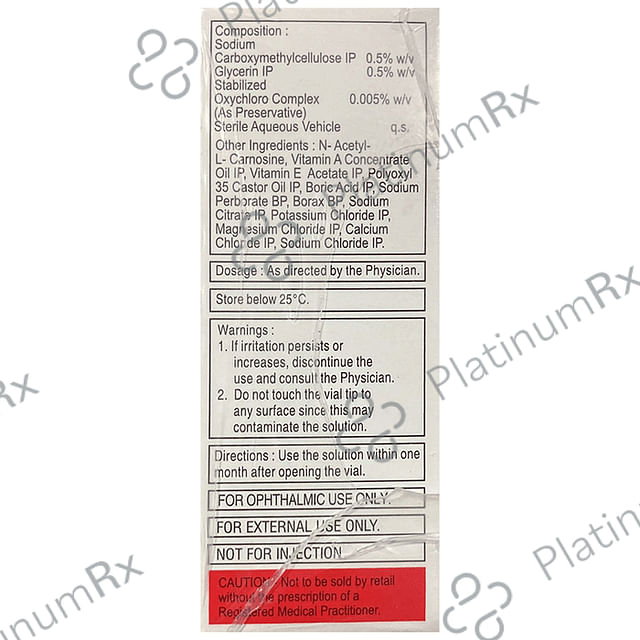 Composition :
Sodium
Carboxymethylcellulose IP 0.5% w/v
Glycerin IP 0.5% w/v
Stabilized
Oxychloro Complex 0.005% w/v
(As Preservative)
Sterile Aqueous Vehicle q.s.
Other Ingredients : N- Acetyl-
L- Carnosine, Vitamin A Concentrate
Oil IP, Vitamin E Acetate IP, Polyoxyl
35 Castor Oil IP, Boric Acid IP, Sodium
Perborate BP, Borax BP, Sodium
Citrate IP, Potassium Chloride IP,
Magnesium Chloride IP, Calcium
Chloride IP, Sodium Chloride IP.
Dosage : As directed by the Physician.
Store below 25°C.
Warnings :
1. If irritation persists or
increases, discontinue the
use and consult the Physician.
2. Do not touch the vial tip to
any surface since this may
contaminate the solution.
Directions : Use the solution within one
month after opening the vial.
FOR OPHTHALMIC USE ONLY.
FOR EXTERNAL USE ONLY.
NOT FOR INJECTION
CAUTION : Not to be sold by retail
without the prescription of a
Registered Medical Practitioner.
PlatinumRx
PlatinumRx
PlatinumRx
Rx
PlatinumRx
tinumRx
Platinum